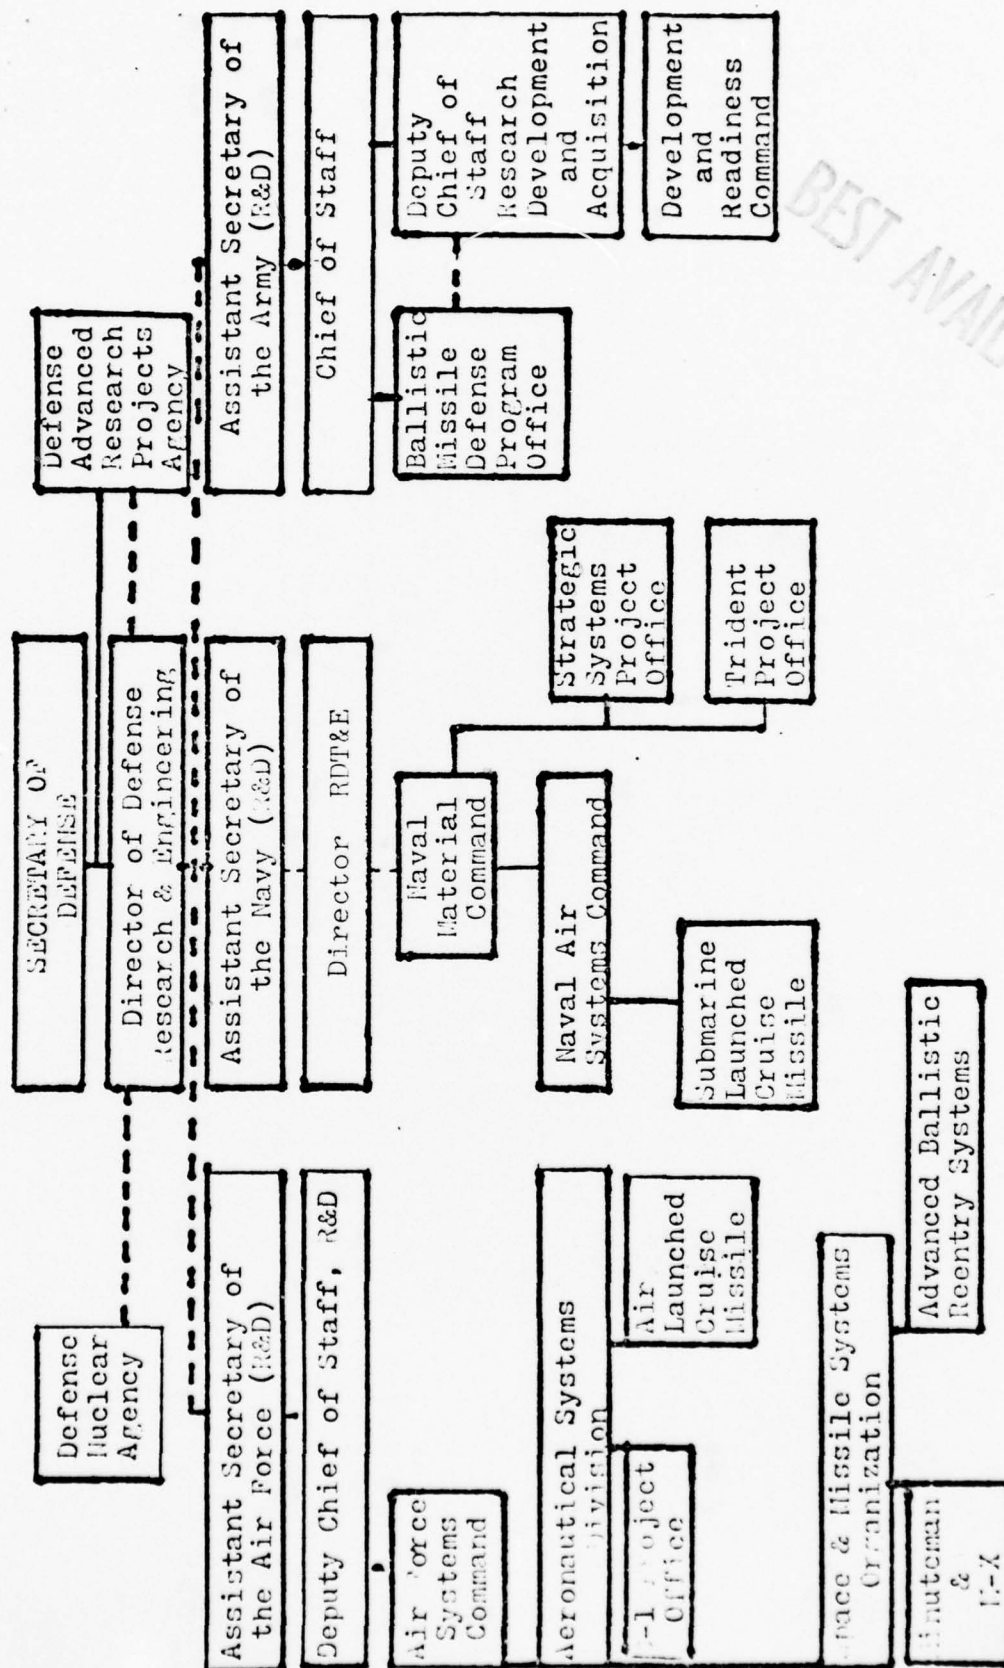 SECRETARY OF
DEFENSE
Defense
Advanced
Research
Projects
Agency
Defense
Nuclear
Agency
Director of Defense
Research & Engineering
Assistant Secretary of
the Air Force (R&D)
Assistant Secretary of
the Navy (R&D)
Assistant Secretary of
the Army (R&D)
Deputy Chief of Staff, R&D
Director RDT&E
Chief of Staff
Air Force
Systems
Command
Naval
Material
Command
Ballistic
Missile
Defense
Program
Office
Deputy
Chief of
Staff
Research
Development
and
Acquisition
Aeronautical Systems
Division
Naval Air
Systems Command
Strategic
Systems
Project
Office
Development
and
Readiness
Command
B-1 Project
Office
Air
Launched
Cruise
Missile
Submarine
Launched
Cruise
Missile
Trident
Project
Office
Space & Missile Systems
Organization
Minuteman
&
M-X
Advanced Ballistic
Reentry Systems
BEST